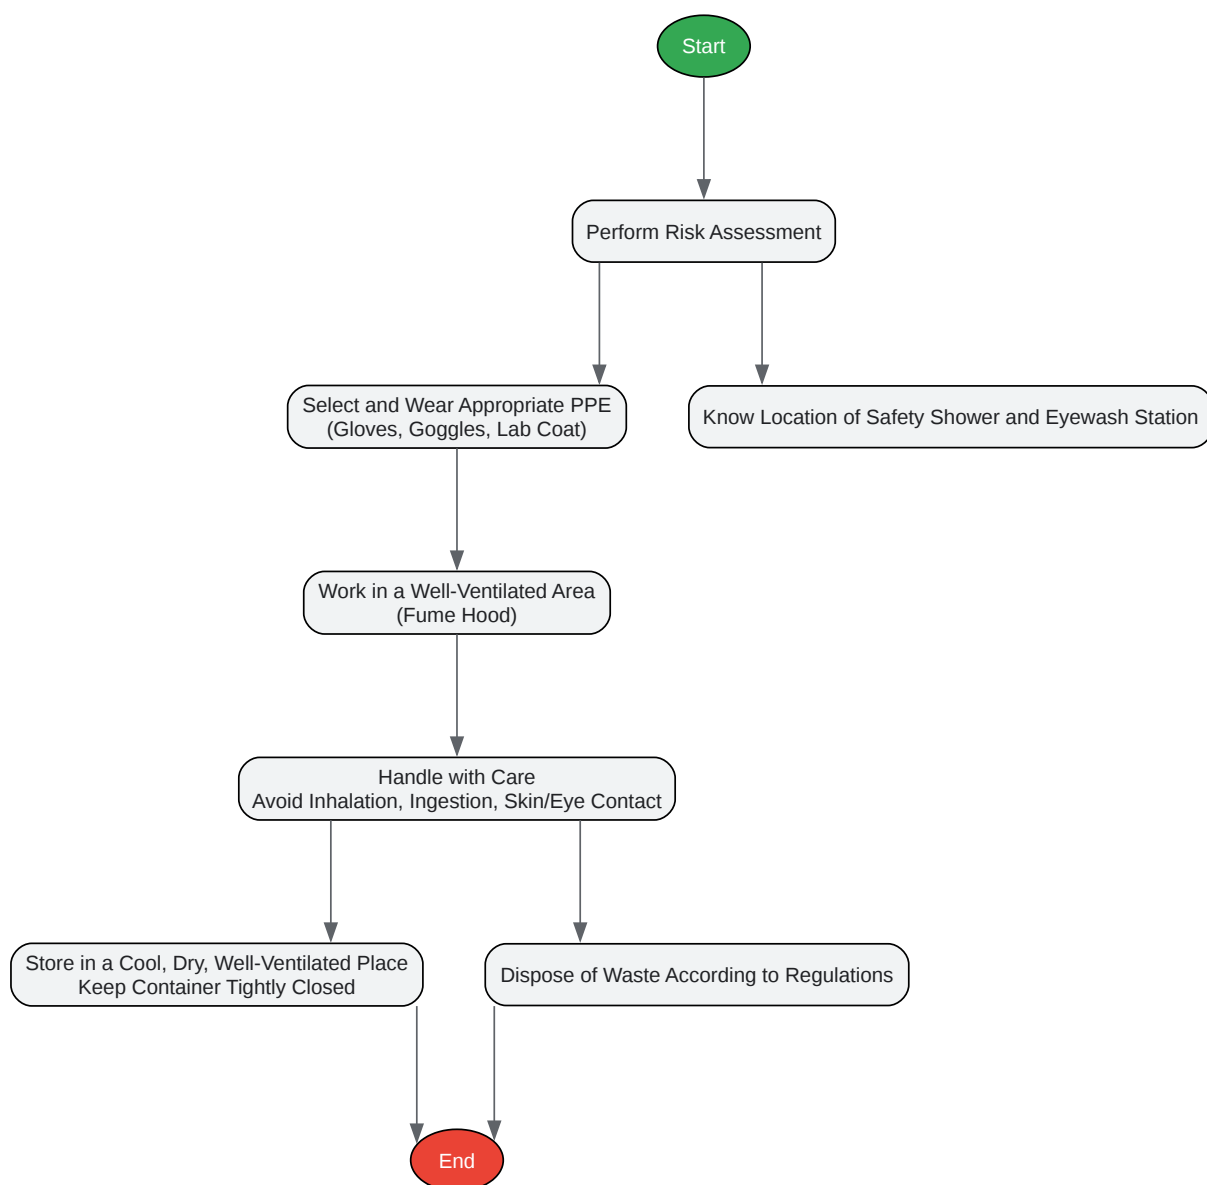 Start
Perform Risk Assessment
Select and Wear Appropriate PPE
(Gloves, Goggles, Lab Coat)
Know Location of Safety Shower and Eyewash Station
Work in a Well-Ventilated Area
(Fume Hood)
Handle with Care
Avoid Inhalation, Ingestion, Skin/Eye Contact
Store in a Cool, Dry, Well-Ventilated Place
Keep Container Tightly Closed
Dispose of Waste According to Regulations
End